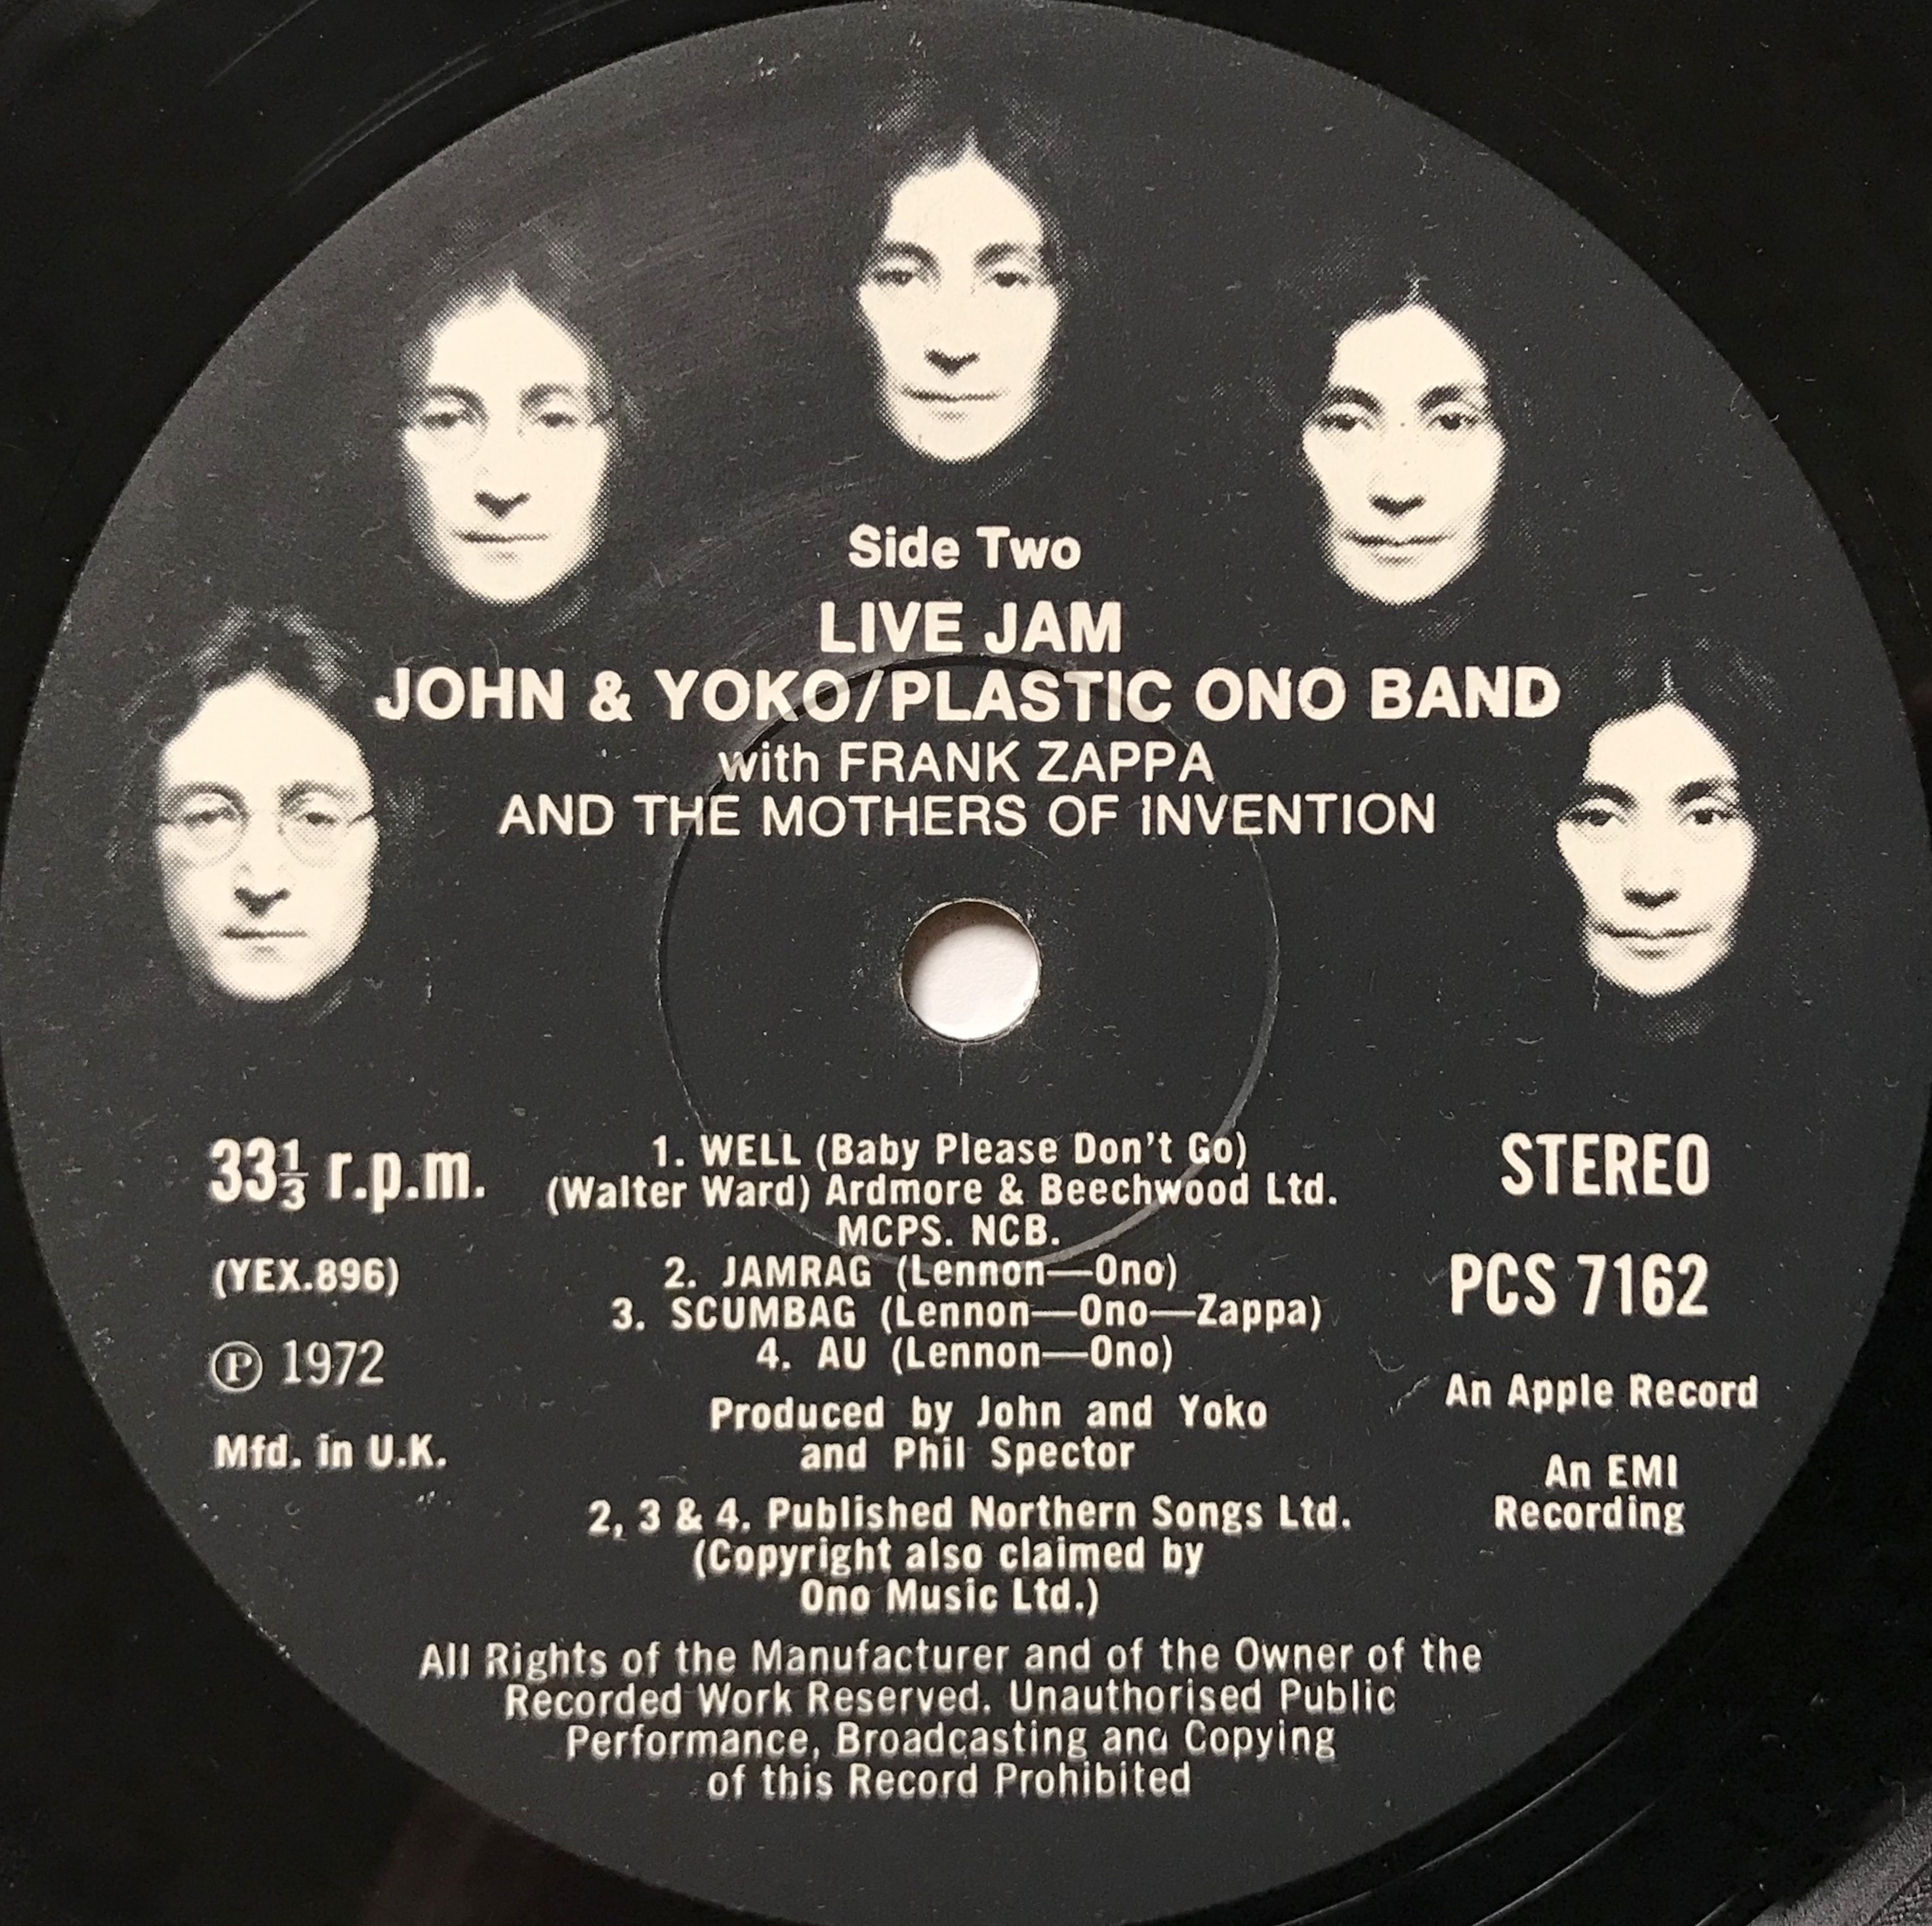 Side Two
LIVE JAM
JOHN & YOKO/PLASTIC ONO BAND
with FRANK ZAPPA
AND THE MOTHERS OF INVENTION
33⅓ r.p.m.
(YEX.896)
Ⓟ 1972
Mfd. in U.K.
1. WELL (Baby Please Don't Go)
(Walter Ward) Ardmore & Beechwood Ltd.
MCPS. NCB.
2. JAMRAG (Lennon—Ono)
3. SCUMBAG (Lennon—Ono—Zappa)
4. AU (Lennon—Ono)
Produced by John and Yoko
and Phil Spector
2, 3 & 4. Published Northern Songs Ltd.
(Copyright also claimed by
Ono Music Ltd.)
STEREO
PCS 7162
An Apple Record
An EMI
Recording
All Rights of the Manufacturer and of the Owner of the
Recorded Work Reserved. Unauthorised Public
Performance, Broadcasting and Copying
of this Record Prohibited